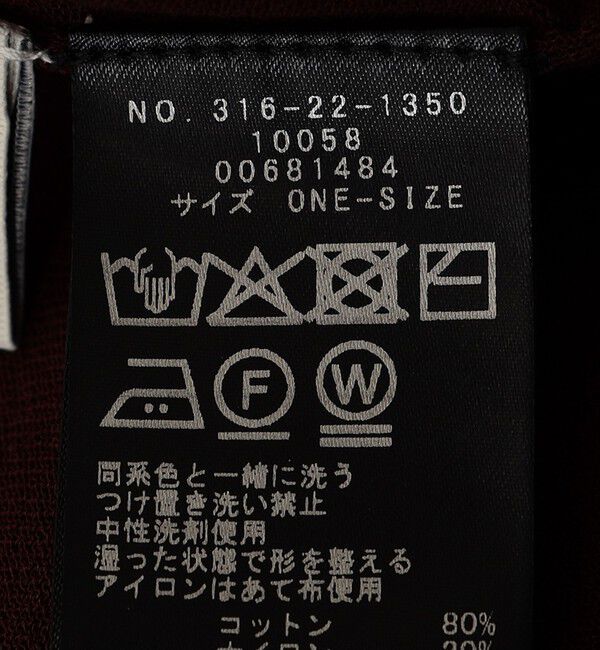 NO. 316-22-1350
10058
00681484
サイズ ONE-SIZE
F W
同系色と一緒に洗う
つけ置き洗い禁止
中性洗剤使用
湿った状態で形を整える
アイロンはあて布使用
コットン 80%